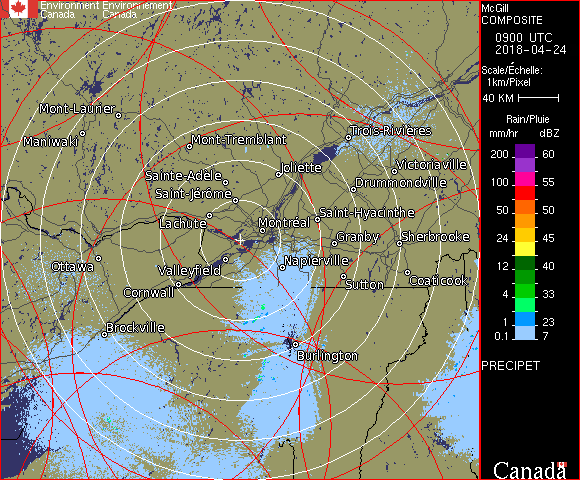 Environment Environnement
Canada Canada
McGill
COMPOSITE
0900 UTC
2018-04-24
Scale/Échelle:
1km/Pixel
40 KM
Rain/Pluie
mm/hr dBZ
200 60
150 57
100 55
50 50
24 45
12 40
4 33
1 23
0.1 7
PRECIPET
Canada
Mont-Laurier
Maniwaki
Mont-Tremblant
Trois-Rivières
Joliette
Victoriaville
Sainte-Adèle
Drummondville
Saint-Jérôme
Saint-Hyacinthe
Lachute
Montréal
Granby
Sherbrooke
Ottawa
Valleyfield
Napierville
Coaticook
Sutton
Cornwall
Brockville
Burlington